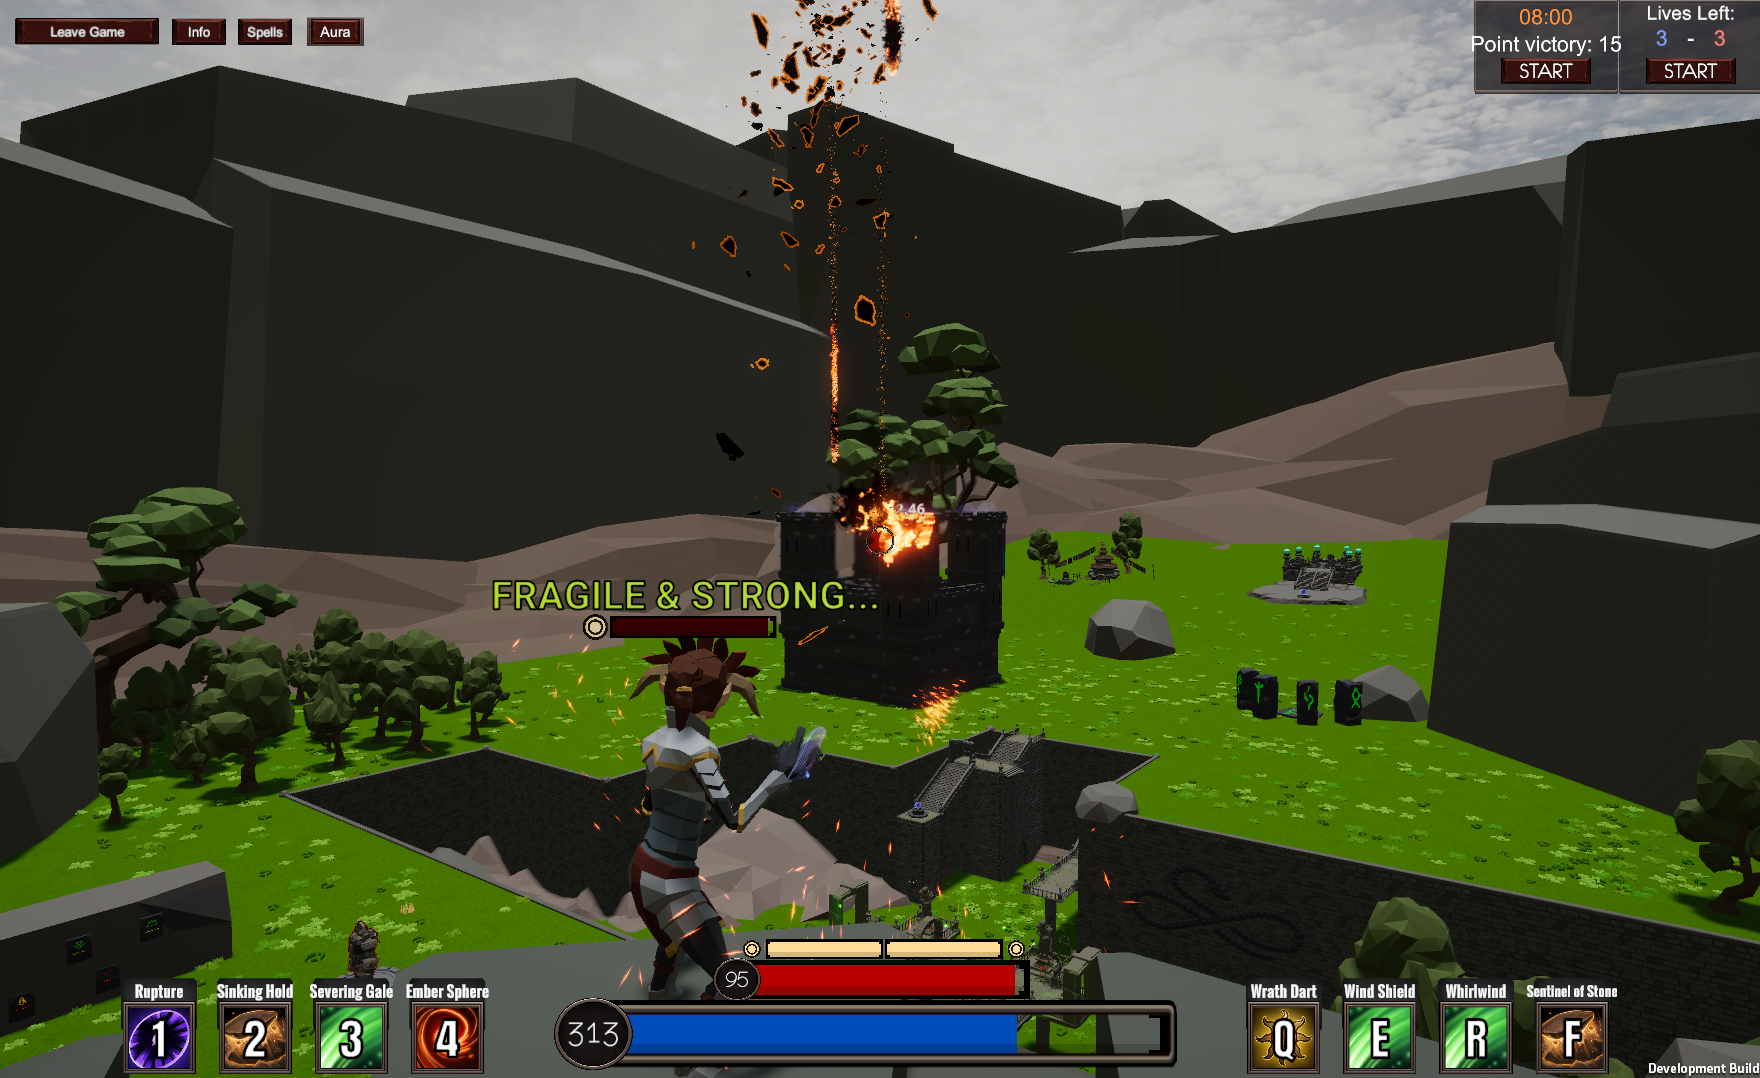 Leave Game
Info
Spells
Aura
08:00
Point victory: 15
START
Lives Left:
3 - 3
START
FRAGILE & STRONG...
95
313
Rupture
1
Sinking Hold
2
Severing Gale
3
Ember Sphere
4
Wrath Dart
Q
Wind Shield
E
Whirlwind
R
Sentinel of Stone
F
Development Build